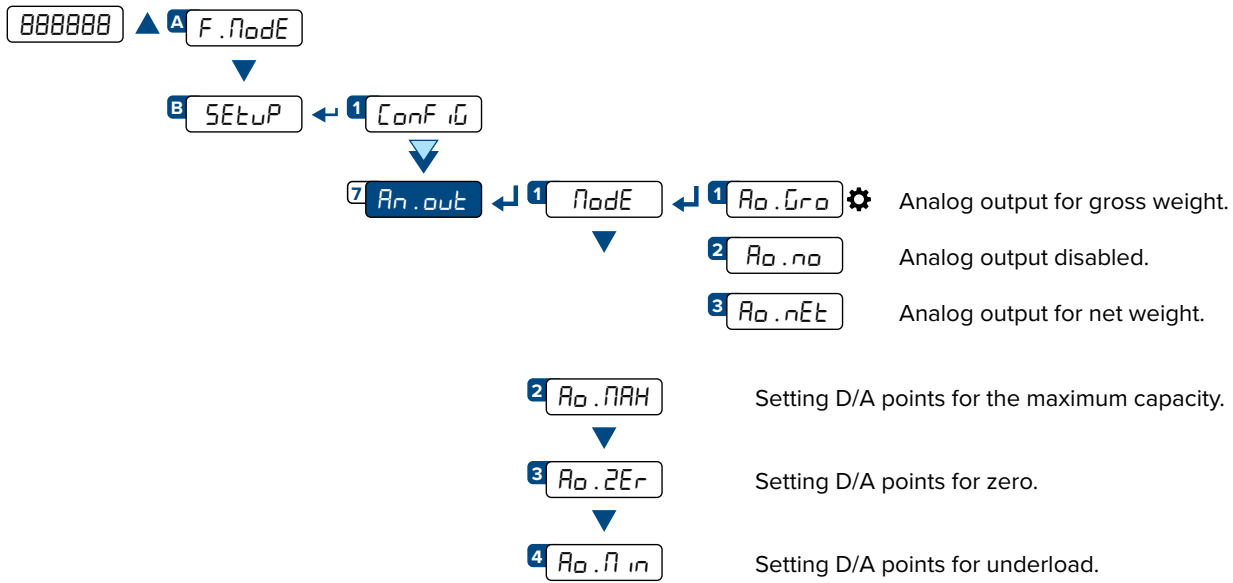 888888 A F.ModE
B SEtuP 1 ConFiG
7 An.out 1 ModE 1 Ao.Gro Analog output for gross weight.
2 Ao.no Analog output disabled.
3 Ao.nEt Analog output for net weight.
2 Ao.MAX Setting D/A points for the maximum capacity.
3 Ao.ZEr Setting D/A points for zero.
4 Ao.Min Setting D/A points for underload.